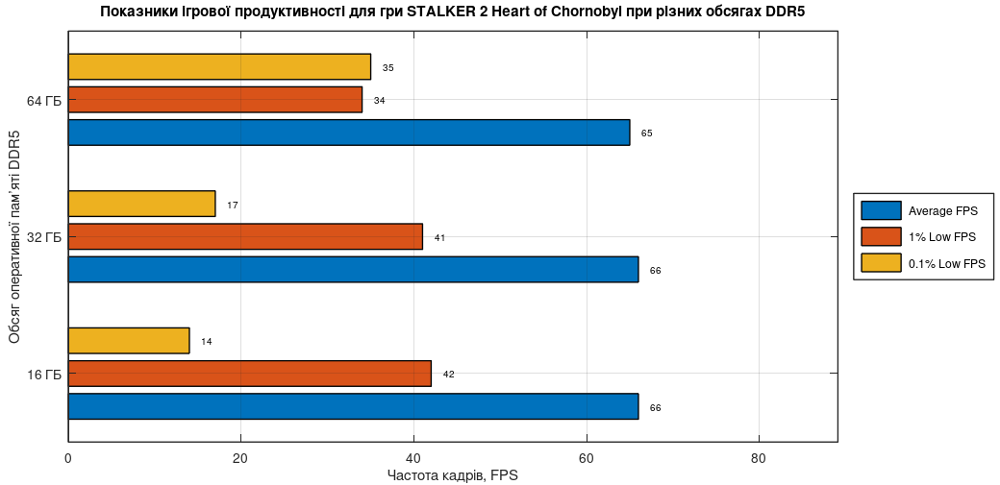 Показники ігрової продуктивності для гри STALKER 2 Heart of Chornobyl при різних обсягах DDR5
Обсяг оперативної пам'яті DDR5
64 ГБ
35
34
65
32 ГБ
17
41
66
16 ГБ
14
42
66
0
20
40
60
80
Частота кадрів, FPS
Average FPS
1% Low FPS
0.1% Low FPS